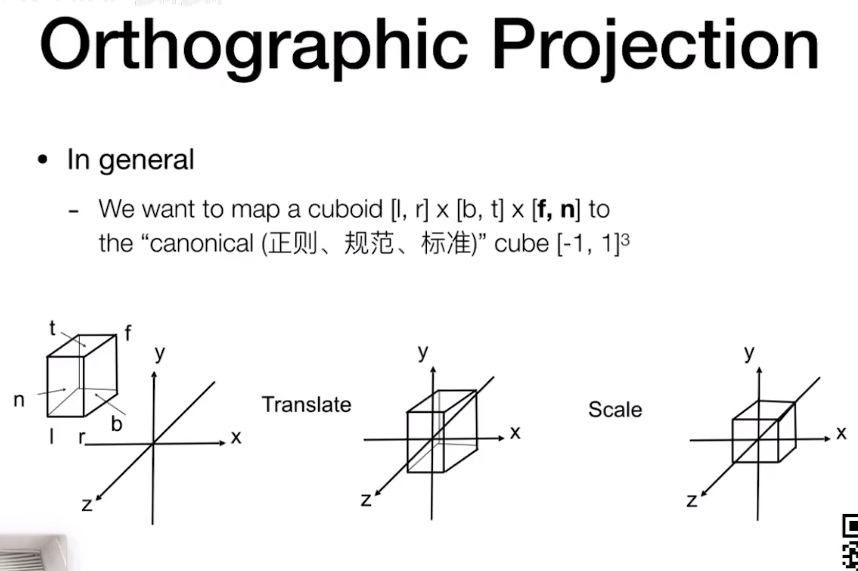 Orthographic Projection
• In general
- We want to map a cuboid [l, r] x [b, t] x [f, n] to
the “canonical (正则、规范、标准)” cube [-1, 1]³
t
f
y
n
b
l
r
x
z
Translate
y
x
z
Scale
y
x
z